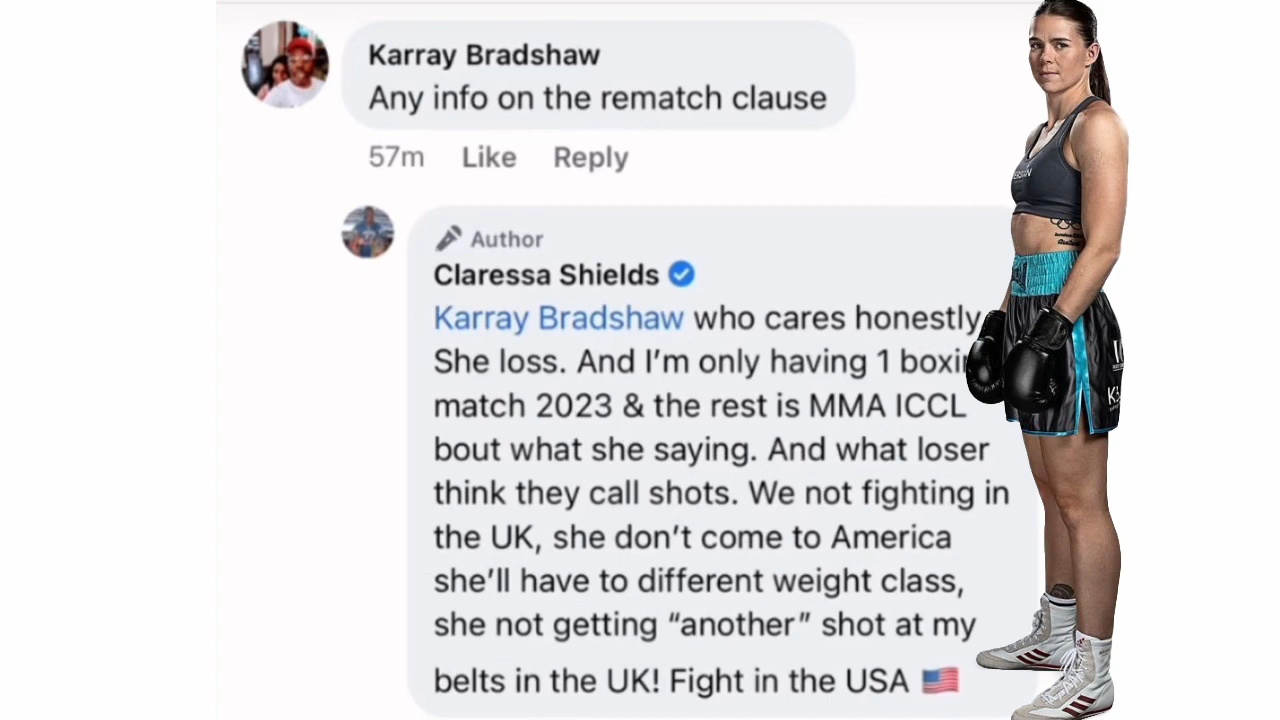 Karray Bradshaw
Any info on the rematch clause
57m Like Reply
Author
Claressa Shields
Karray Bradshaw who cares honestly
She loss. And I'm only having 1 boxin
match 2023 & the rest is MMA ICCL
bout what she saying. And what loser
think they call shots. We not fighting in
the UK, she don't come to America
she'll have to different weight class,
she not getting “another” shot at my
belts in the UK! Fight in the USA